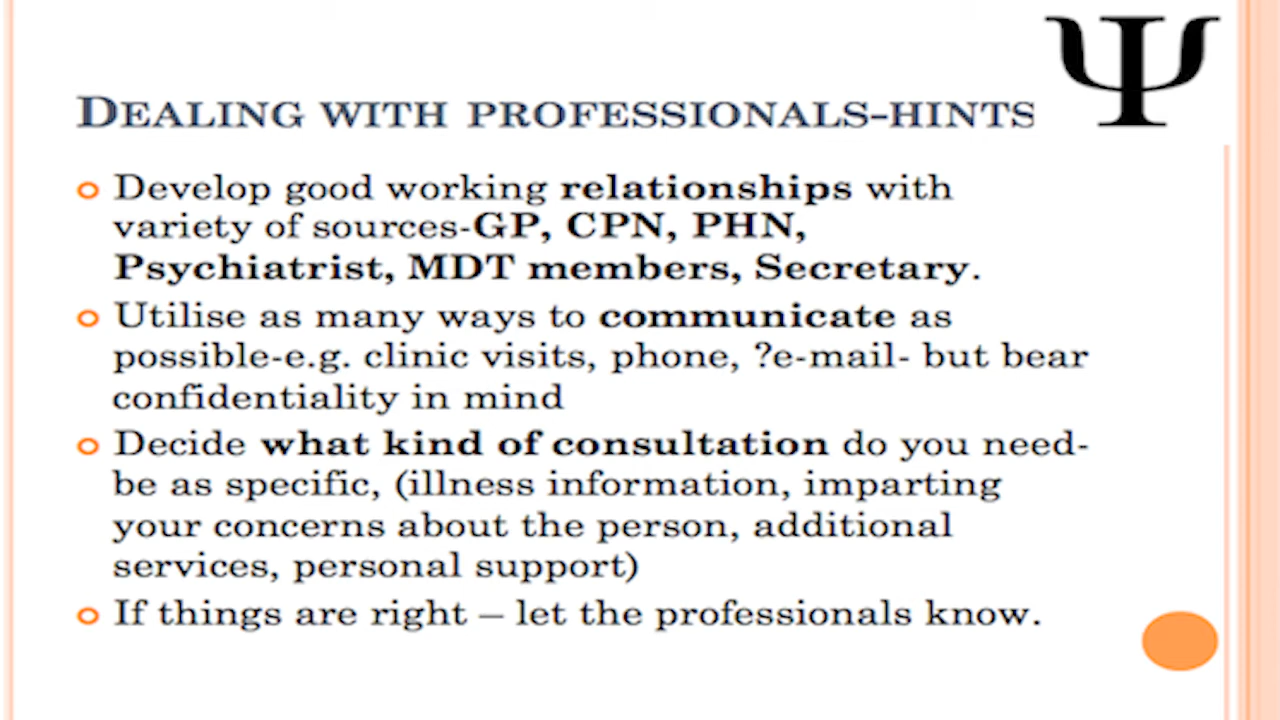 Ψ
DEALING WITH PROFESSIONALS-HINTS
Develop good working relationships with
variety of sources-GP, CPN, PHN,
Psychiatrist, MDT members, Secretary.
Utilise as many ways to communicate as
possible-e.g. clinic visits, phone, ?e-mail- but bear
confidentiality in mind
Decide what kind of consultation do you need-
be as specific, (illness information, imparting
your concerns about the person, additional
services, personal support)
If things are right – let the professionals know.